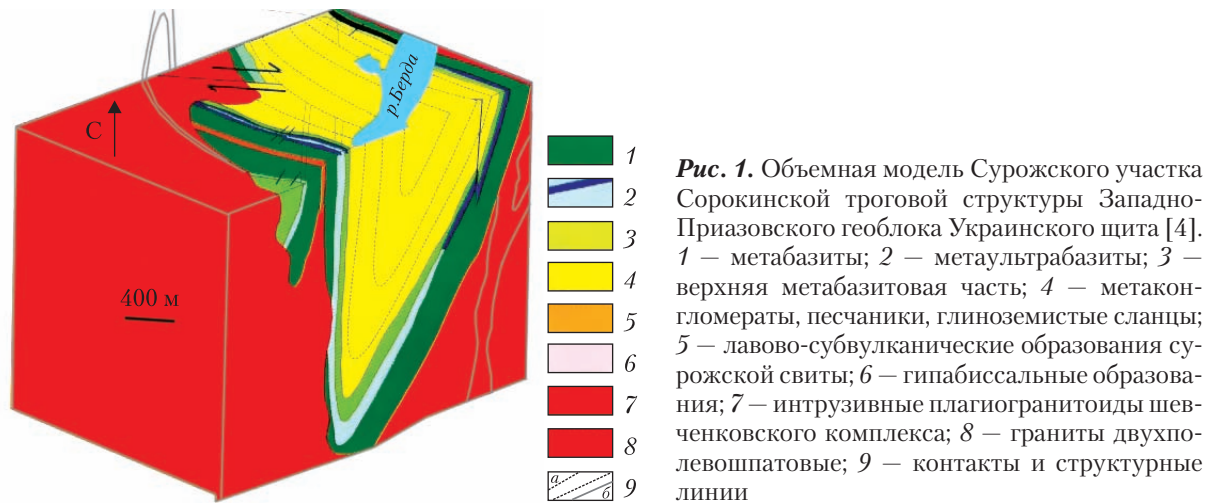 р.Берда
С
400 м
1
2
3
4
5
6
7
8
а
б
9
Рис. 1. Объемная модель Сурожского участка
Сорокинской троговой структуры Западно-
Приазовского геоблока Украинского щита [4].
1 — метабазиты; 2 — метаультрабазиты; 3 —
верхняя метабазитовая часть; 4 — метакон-
гломераты, песчаники, глиноземистые сланцы;
5 — лавово-субвулканические образования су-
рожской свиты; 6 — гипабиссальные образова-
ния; 7 — интрузивные плагиогранитоиды шев-
ченковского комплекса; 8 — граниты двухпо-
левошпатовые; 9 — контакты и структурные
линии